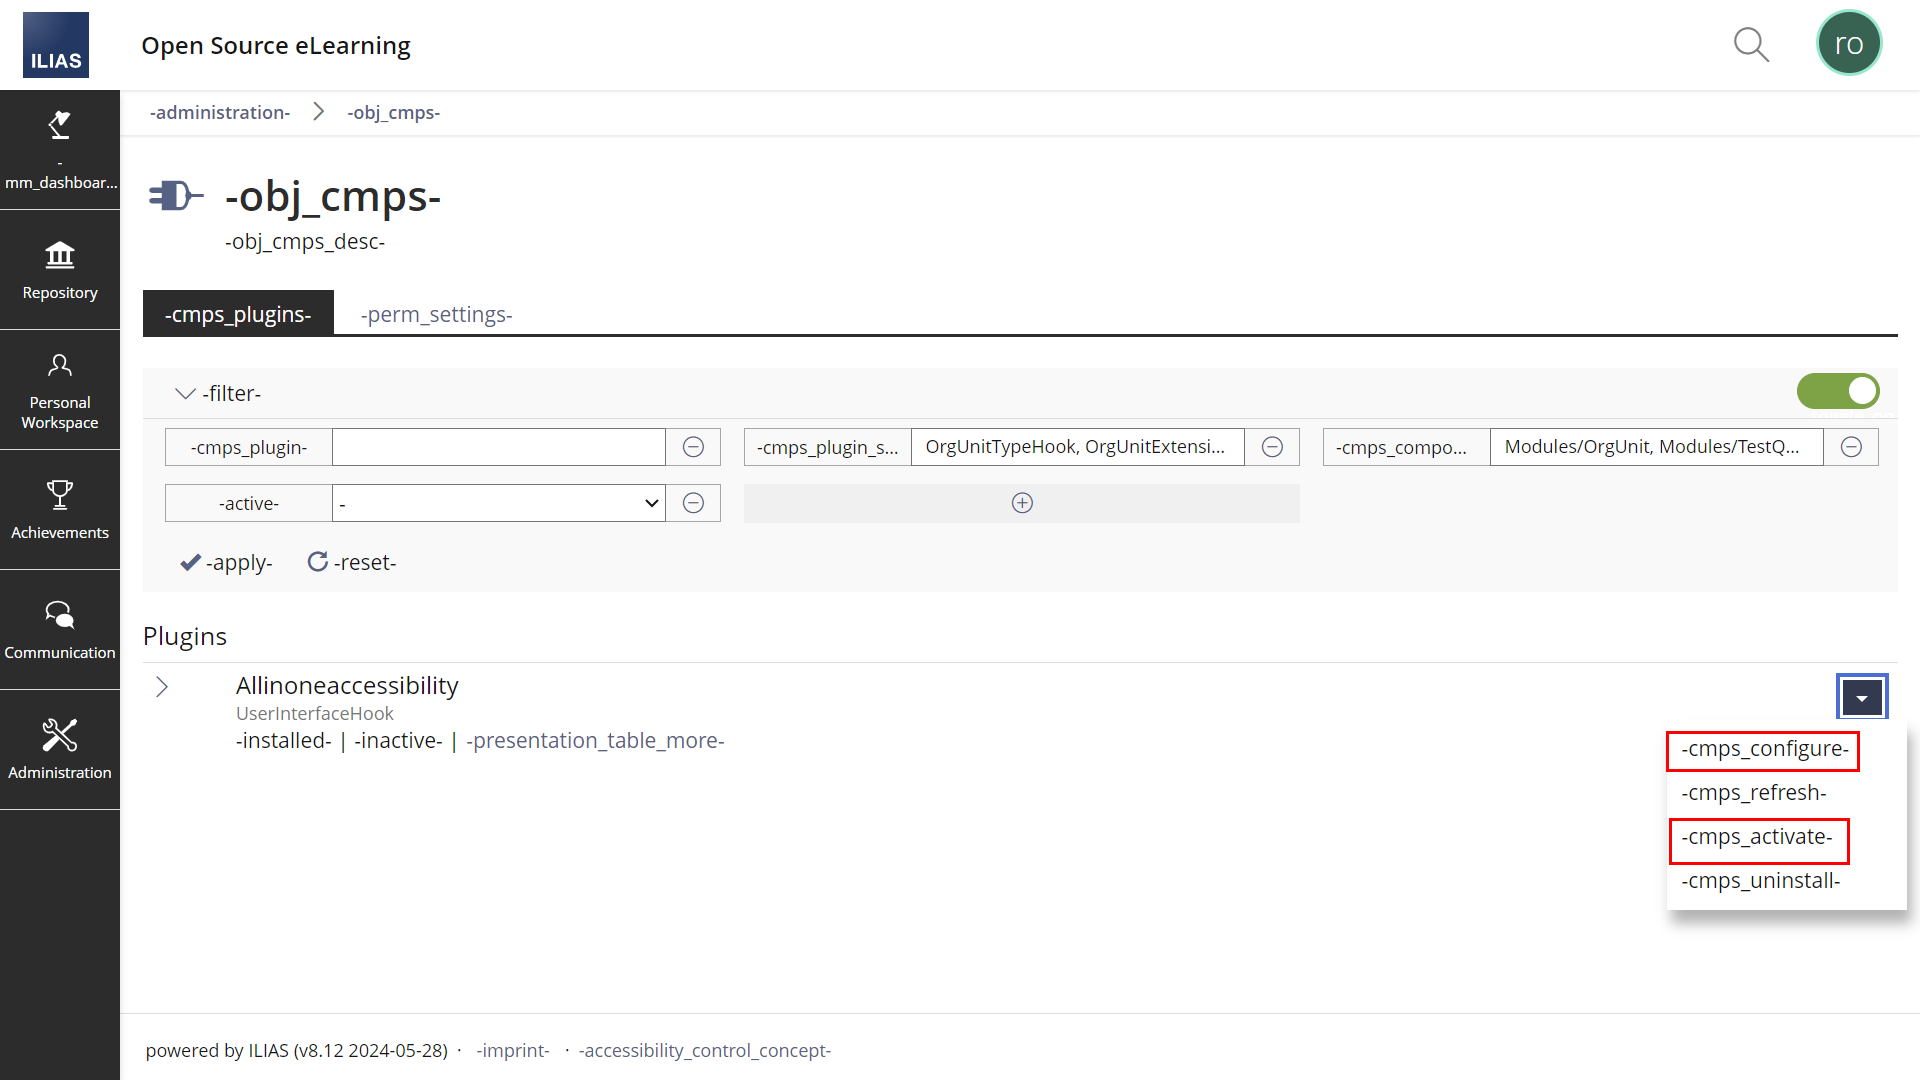 ILIAS
Open Source eLearning
ro
-administration-
-obj_cmps-
-
mm_dashboar...
Repository
Personal
Workspace
Achievements
Communication
Administration
-obj_cmps-
-obj_cmps_desc-
-cmps_plugins-
-perm_settings-
-filter-
-cmps_plugin-
-cmps_plugin_s...
OrgUnitTypeHook, OrgUnitExtensi...
-cmps_compo...
Modules/OrgUnit, Modules/TestQ...
-active-
-
-apply-
-reset-
Plugins
Allinoneaccessibility
UserInterfaceHook
-installed- | -inactive- | -presentation_table_more-
-cmps_configure-
-cmps_refresh-
-cmps_activate-
-cmps_uninstall-
powered by ILIAS (v8.12 2024-05-28) · -imprint- · -accessibility_control_concept-